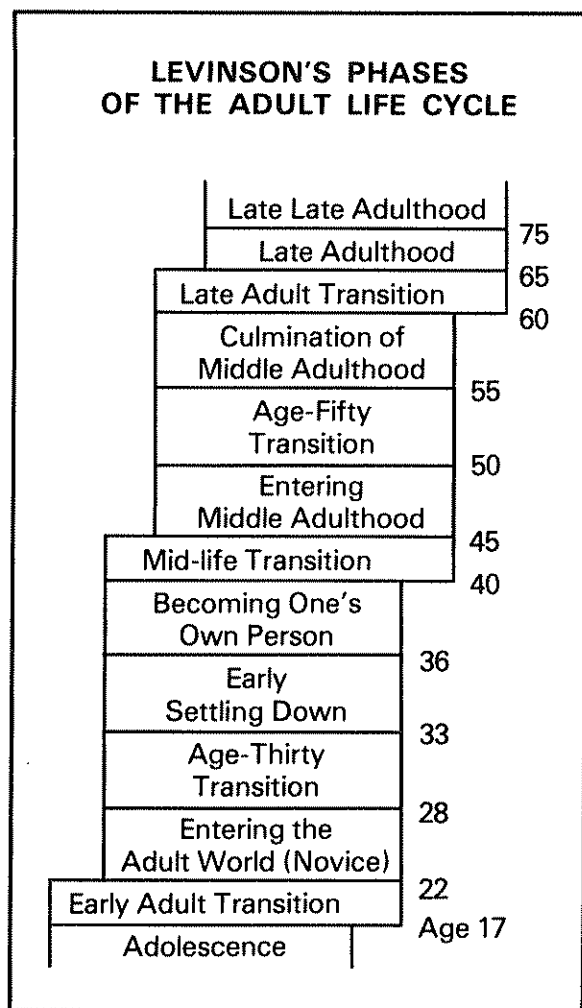 LEVINSON'S PHASES
OF THE ADULT LIFE CYCLE
Late Late Adulthood
75
Late Adulthood
65
Late Adult Transition
60
Culmination of
Middle Adulthood
55
Age-Fifty
Transition
50
Entering
Middle Adulthood
45
Mid-life Transition
40
Becoming One's
Own Person
36
Early
Settling Down
33
Age-Thirty
Transition
28
Entering the
Adult World (Novice)
22
Early Adult Transition
Age 17
Adolescence